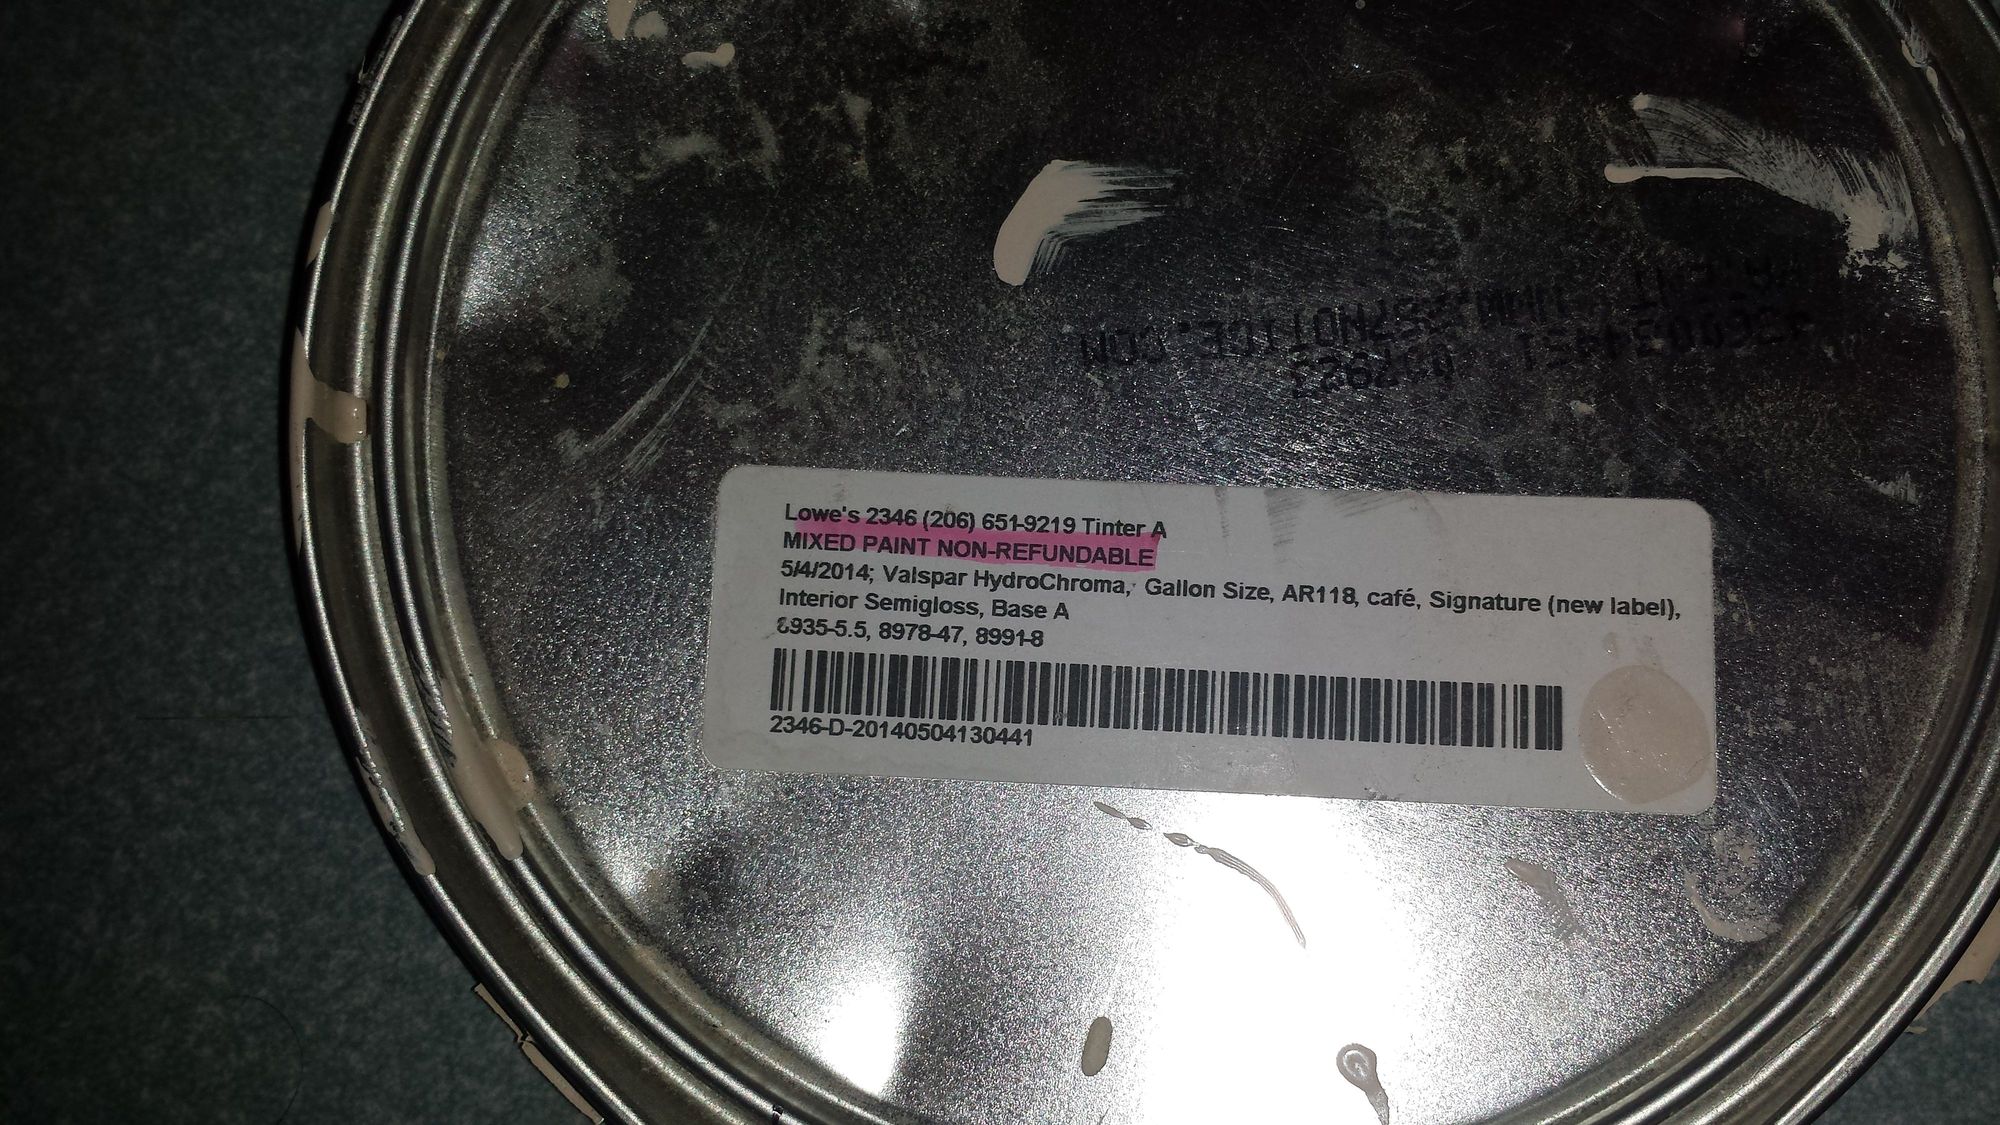 Lowe's 2346 (206) 651-9219 Tinter A
MIXED PAINT NON-REFUNDABLE
5/4/2014; Valspar HydroChroma, Gallon Size, AR118, café, Signature (new label),
Interior Semigloss, Base A
8935-5.5, 8978-47, 8991-8
2346-D-20140504130441